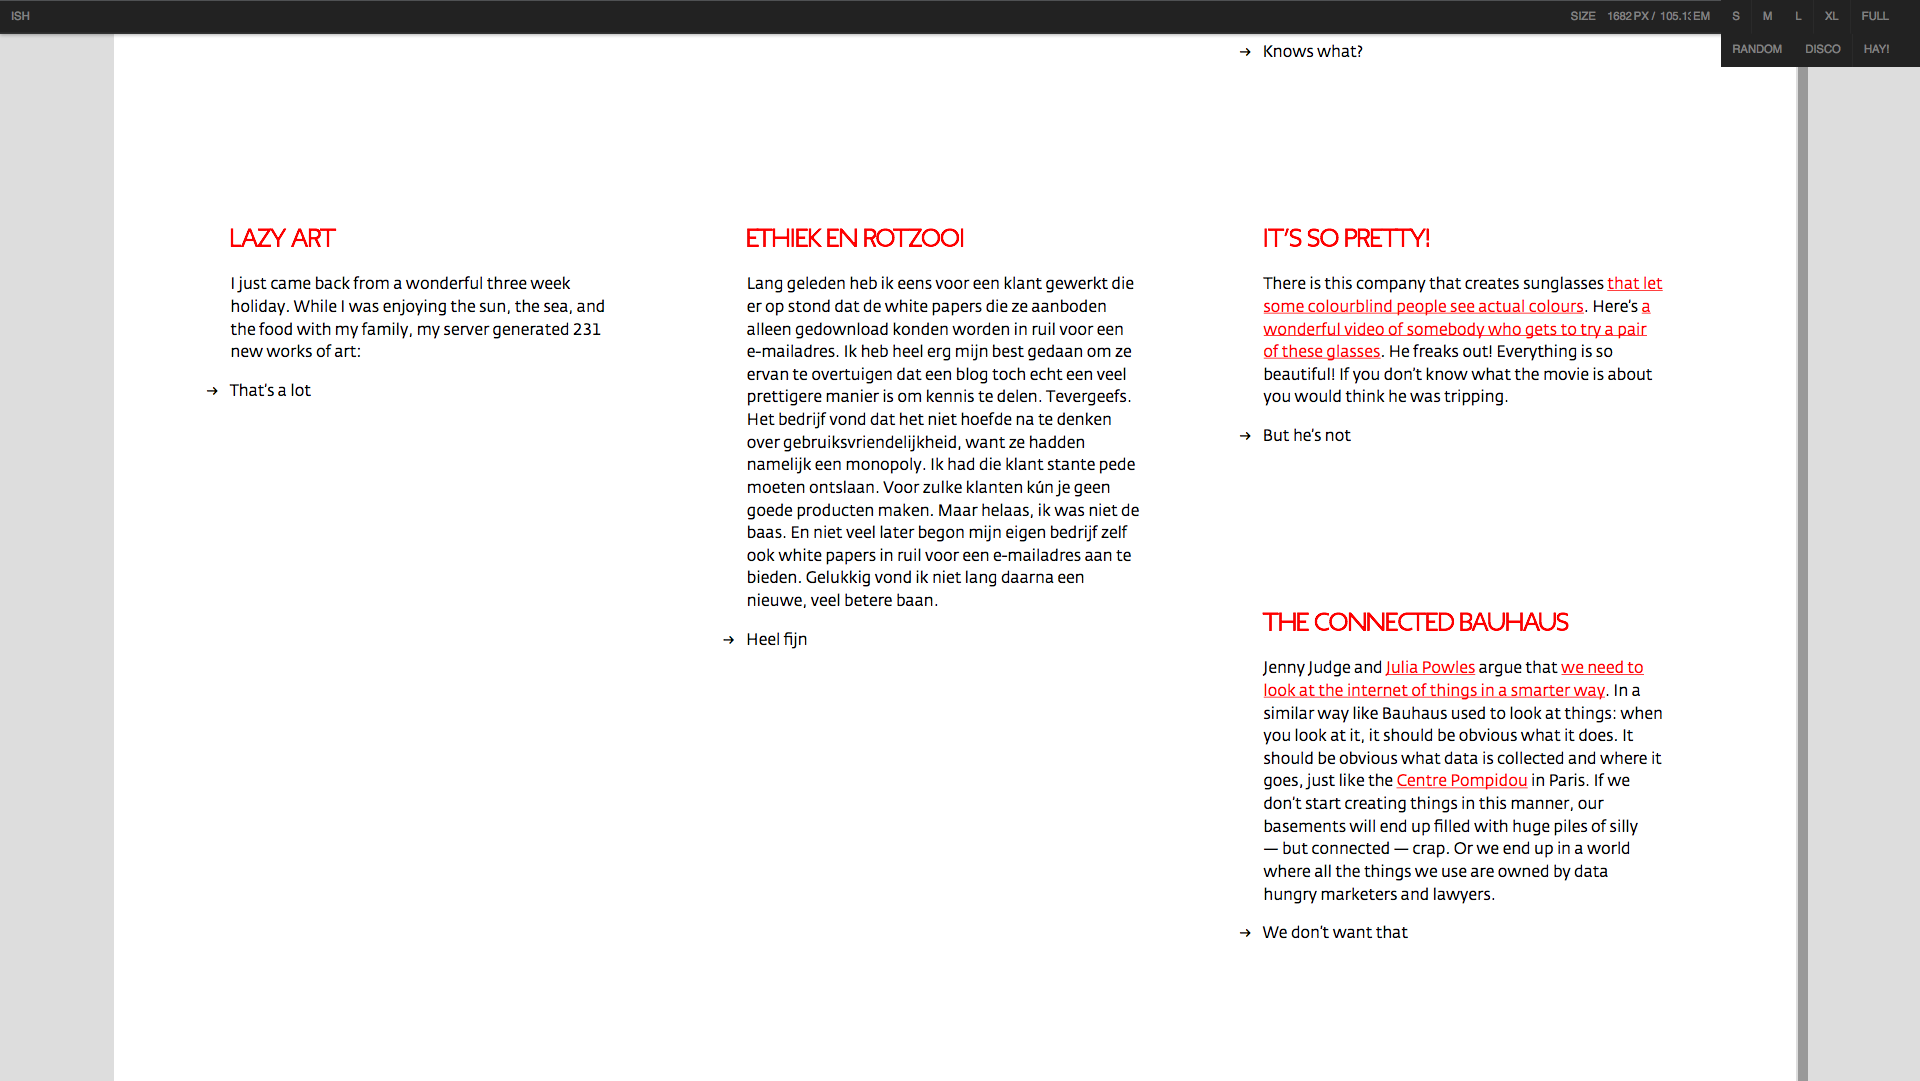 ISH
SIZE 1682PX / 105.13EM
S M L XL FULL
RANDOM DISCO HAY!
→ Knows what?
LAZY ART
I just came back from a wonderful three week
holiday. While I was enjoying the sun, the sea, and
the food with my family, my server generated 231
new works of art:
→ That's a lot
ETHIEK EN ROTZOOI
Lang geleden heb ik eens voor een klant gewerkt die
er op stond dat de white papers die ze aanboden
alleen gedownload konden worden in ruil voor een
e-mailadres. Ik heb heel erg mijn best gedaan om ze
ervan te overtuigen dat een blog toch echt een veel
prettigere manier is om kennis te delen. Tevergeefs.
Het bedrijf vond dat het niet hoefde na te denken
over gebruiksvriendelijkheid, want ze hadden
namelijk een monopoly. Ik had die klant stante pede
moeten ontslaan. Voor zulke klanten kún je geen
goede producten maken. Maar helaas, ik was niet de
baas. En niet veel later begon mijn eigen bedrijf zelf
ook white papers in ruil voor een e-mailadres aan te
bieden. Gelukkig vond ik niet lang daarna een
nieuwe, veel betere baan.
→ Heel fijn
IT'S SO PRETTY!
There is this company that creates sunglasses that let
some colourblind people see actual colours. Here's a
wonderful video of somebody who gets to try a pair
of these glasses. He freaks out! Everything is so
beautiful! If you don't know what the movie is about
you would think he was tripping.
→ But he's not
THE CONNECTED BAUHAUS
Jenny Judge and Julia Powles argue that we need to
look at the internet of things in a smarter way. In a
similar way like Bauhaus used to look at things: when
you look at it, it should be obvious what it does. It
should be obvious what data is collected and where it
goes, just like the Centre Pompidou in Paris. If we
don't start creating things in this manner, our
basements will end up filled with huge piles of silly
— but connected — crap. Or we end up in a world
where all the things we use are owned by data
hungry marketers and lawyers.
→ We don't want that